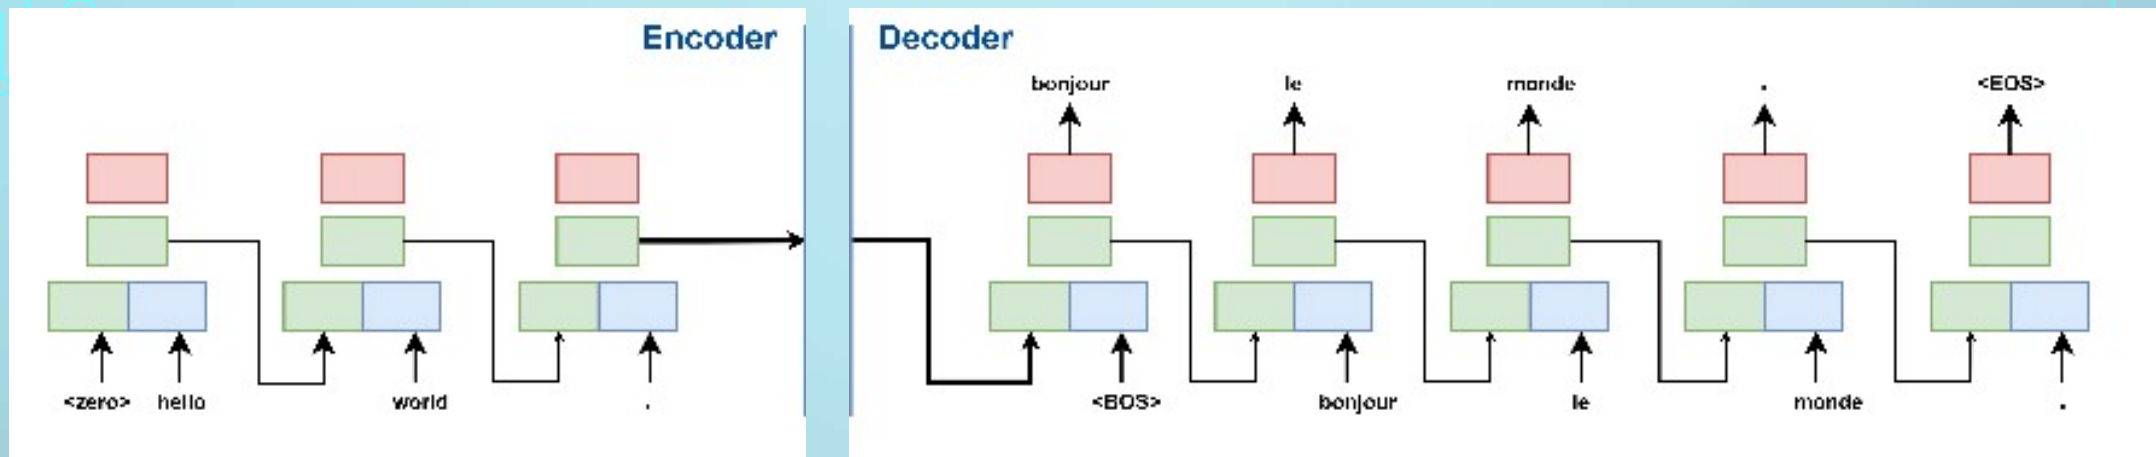 Encoder
<zero> hello world .
Decoder
bonjour le monde . <EOS>
<BOS> bonjour le monde .